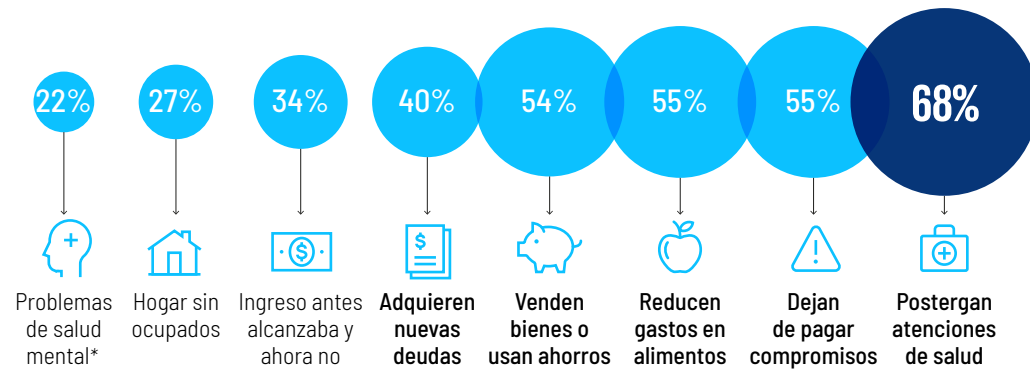 22%
27%
34%
40%
54%
55%
55%
68%
$
$
Problemas
de salud
mental*
Hogar sin
ocupados
Ingreso antes
alcanzaba y
ahora no
Adquieren
nuevas
deudas
Venden
bienes o
usan ahorros
Reducen
gastos en
alimentos
Dejan
de pagar
compromisos
Postergan
atenciones
de salud